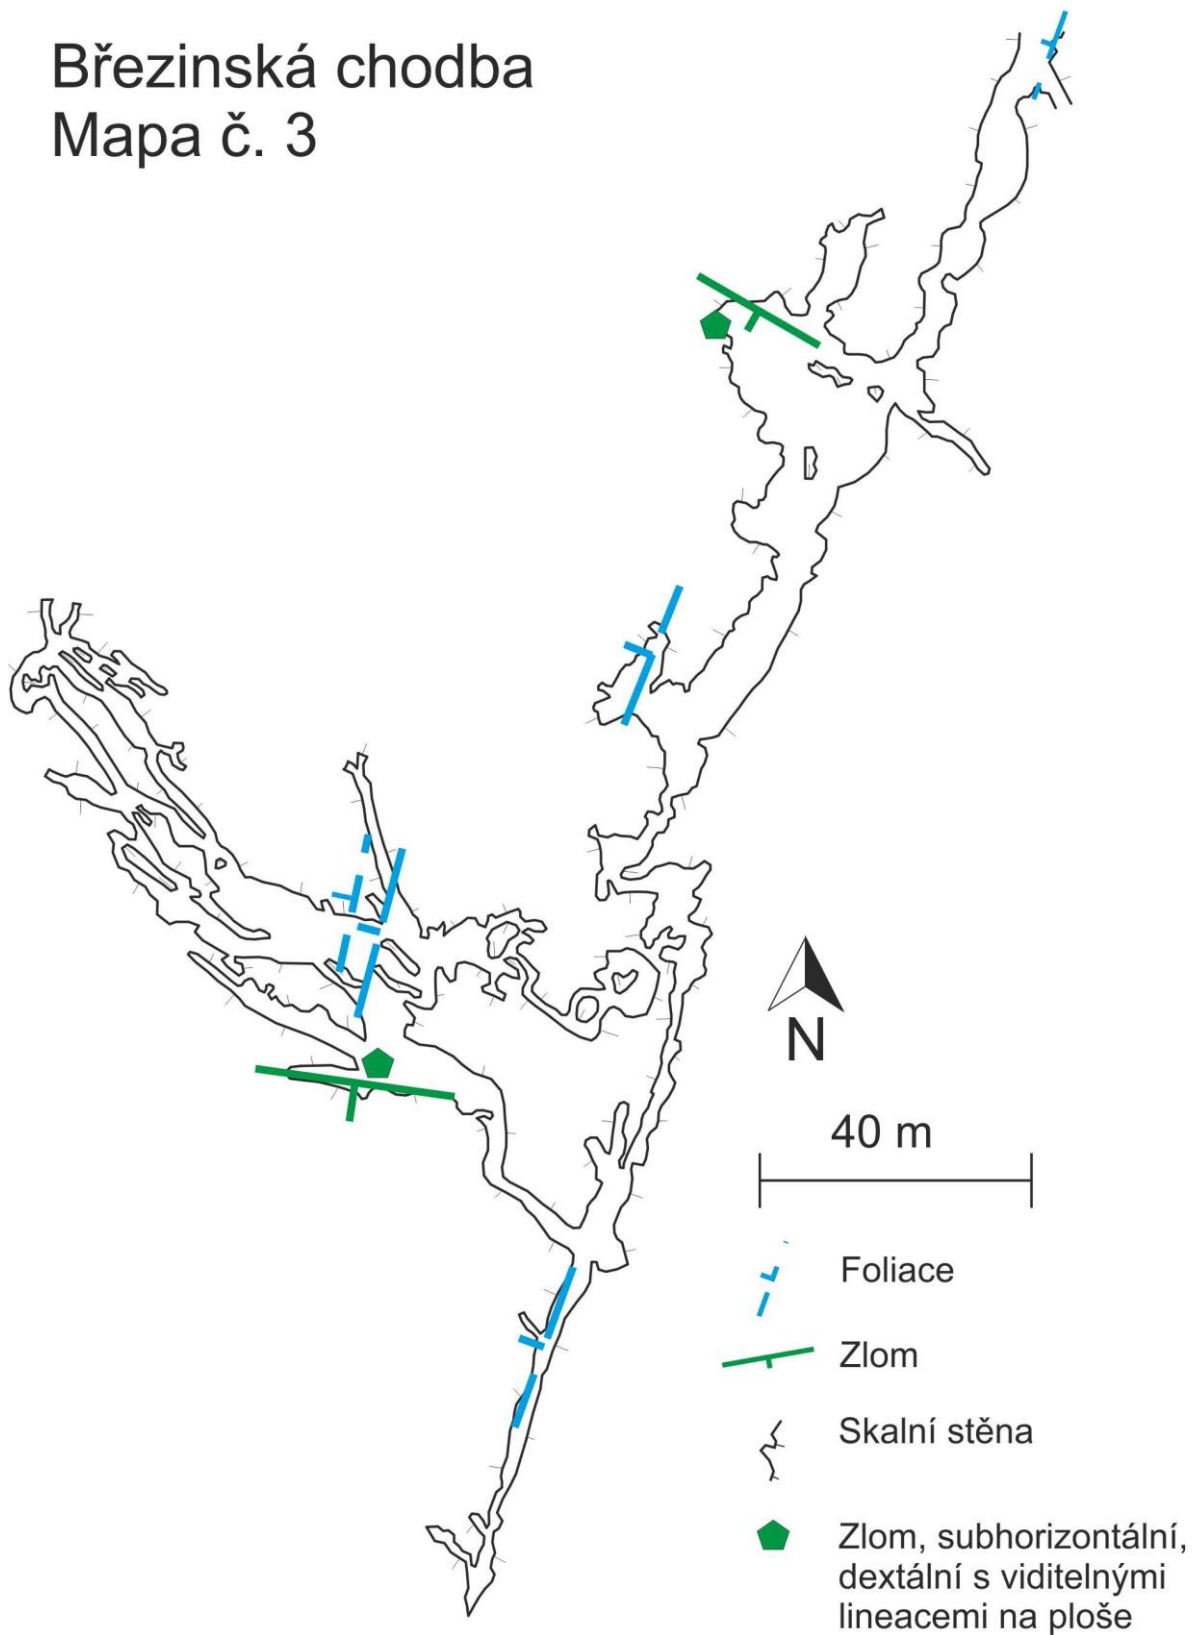 Březinská chodba
Mapa č. 3
N
40 m
Foliace
Zlom
Skalní stěna
Zlom, subhorizontální,
dextální s viditelnými
lineacemi na ploše